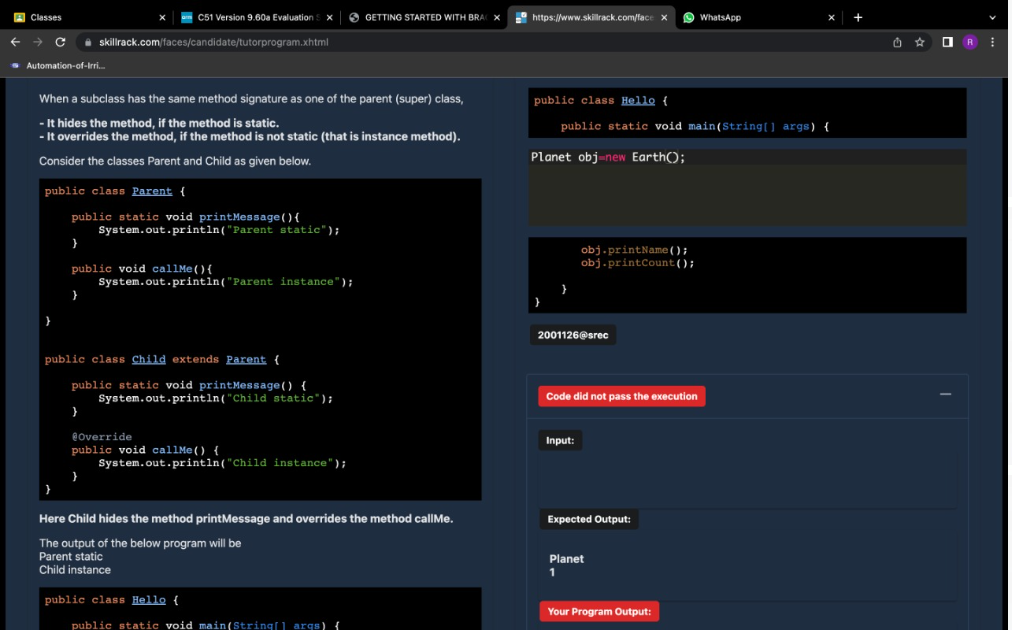 Classes
C51 Version 9.60a Evaluation S
GETTING STARTED WITH BRA
https://www.skillrack.com/face
WhatsApp
skillrack.com/faces/candidate/tutorprogram.xhtml
R
Automation-of-Irri...
When a subclass has the same method signature as one of the parent (super) class,
- It hides the method, if the method is static.
- It overrides the method, if the method is not static (that is instance method).
Consider the classes Parent and Child as given below.
public class Parent {
public static void printMessage(){
System.out.println("Parent static");
}
public void callMe(){
System.out.println("Parent instance");
}
}
public class Child extends Parent {
public static void printMessage() {
System.out.println("Child static");
}
@Override
public void callMe() {
System.out.println("Child instance");
}
}
Here Child hides the method printMessage and overrides the method callMe.
The output of the below program will be
Parent static
Child instance
public class Hello {
public static void main(String[] args) {
public class Hello {
public static void main(String[] args) {
Planet obj=new Earth();
obj.printName();
obj.printCount();
}
}
2001126@srec
Code did not pass the execution
Input:
Expected Output:
Planet
1
Your Program Output: